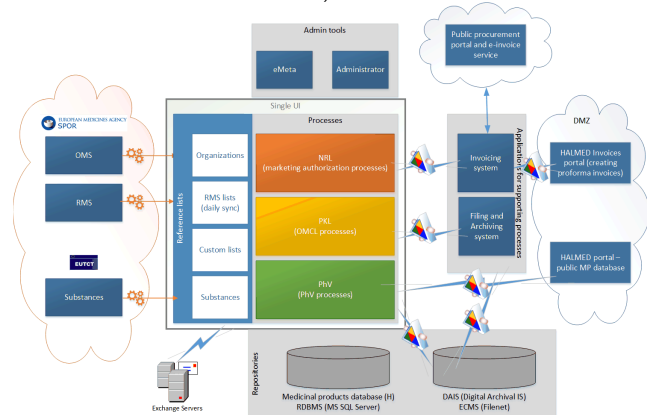 Admin tools
eMeta
Administrator
Public procurement
portal and e-invoice
service
Single UI
Processes
EUROPEAN MEDICINES AGENCY
SPOR
OMS
RMS
EUTCT
Substances
Reference lists
Organizations
RMS lists
(daily sync)
Custom lists
Substances
NRL
(marketing authorization processes)
PKL
(OMCL processes)
PhV
(PhV processes)
Applications for supporting processes
Invoicing
system
Filing and
Archiving
system
DMZ
HALMED Invoices
portal (creating
proforma invoices)
HALMED portal –
public MP database
Exchange Servers
Repositories
Medicinal products database (H)
RDBMS (MS SQL Server)
DAIS (Digital Archival IS)
ECMS (Filenet)